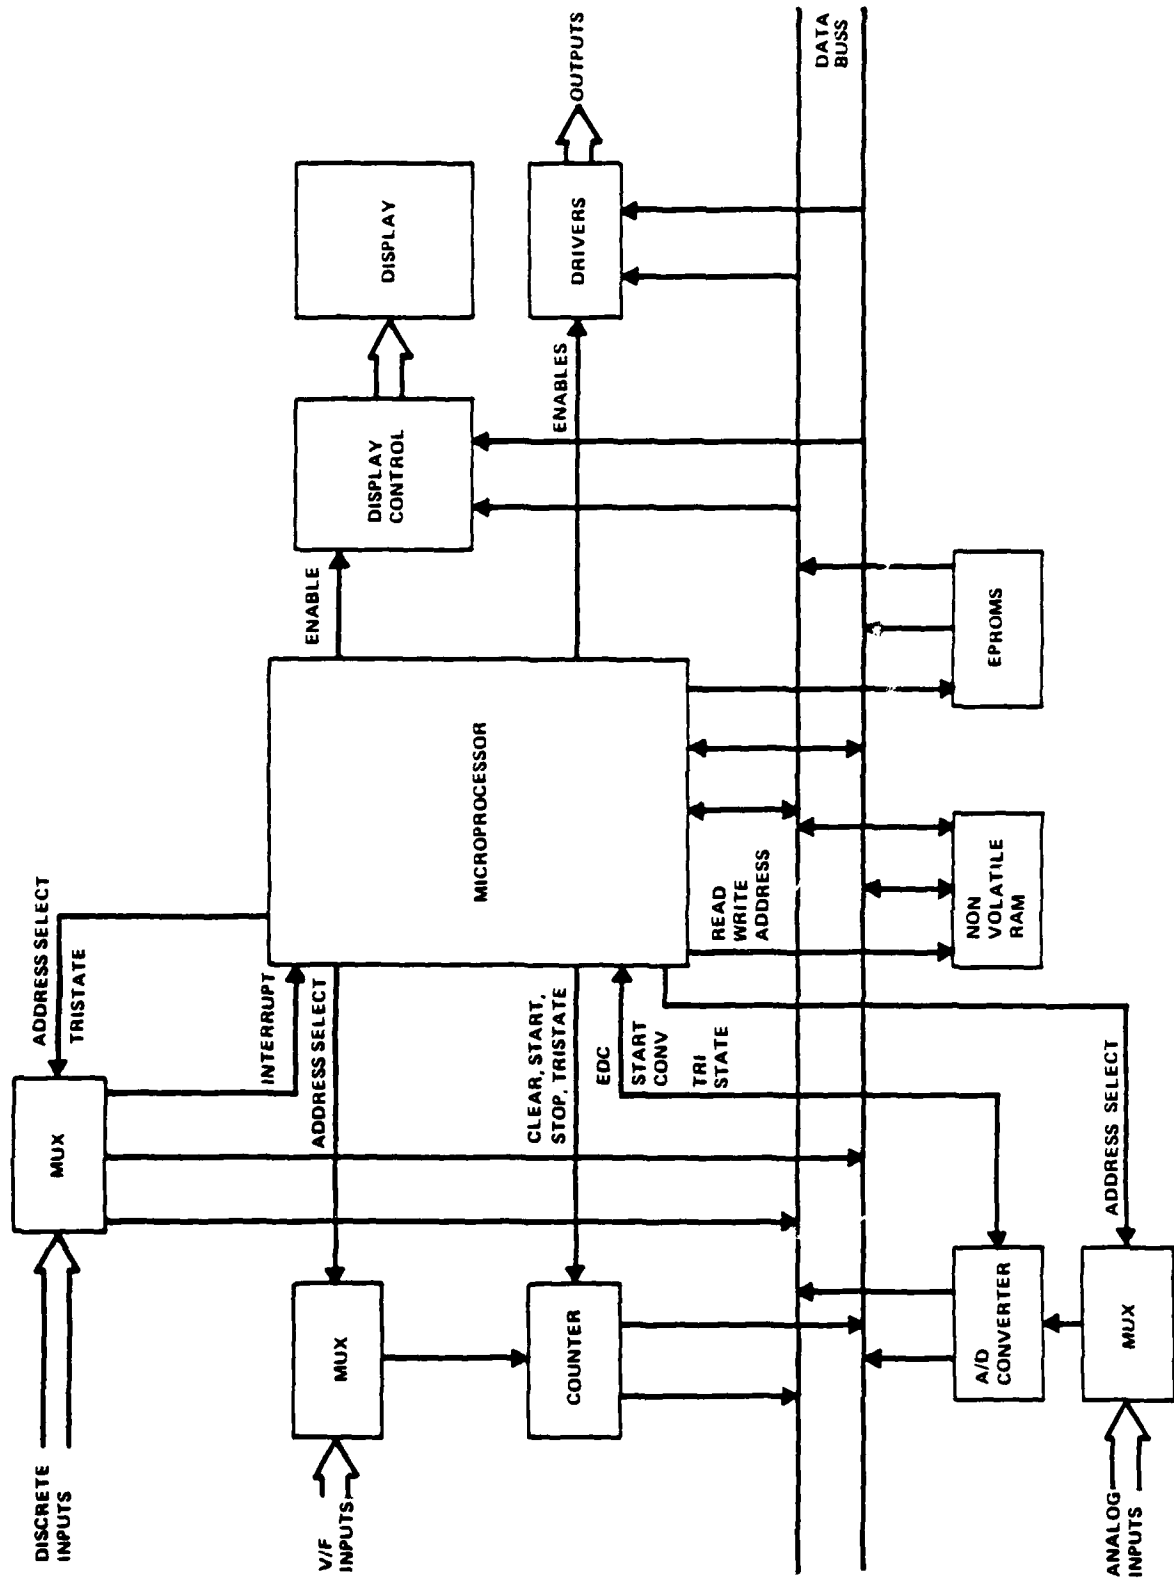 DISCRETE
INPUTS
MUX
ADDRESS SELECT
TRISTATE
INTERRUPT
V/F
INPUTS
MUX
ADDRESS SELECT
MICROPROCESSOR
ENABLE
DISPLAY
CONTROL
DISPLAY
COUNTER
CLEAR, START,
STOP, TRISTATE
ENABLES
DRIVERS
OUTPUTS
EDC
START
CONV
TRI
STATE
READ
WRITE
ADDRESS
DATA
BUSS
A/D
CONVERTER
NON
VOLATILE
RAM
EPROMS
ANALOG
INPUTS
MUX
ADDRESS SELECT